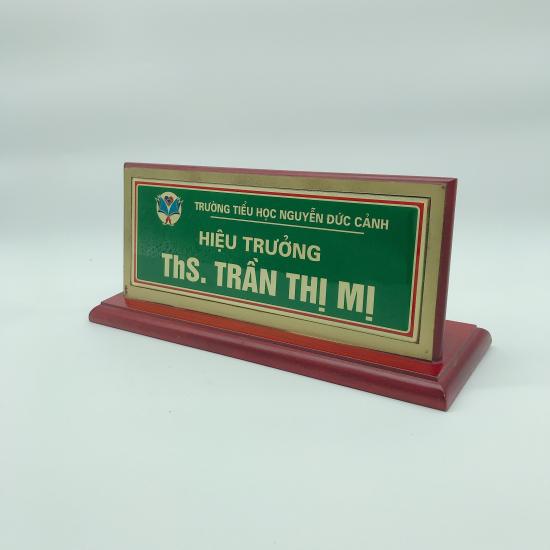 TRƯỜNG TIỂU HỌC NGUYỄN ĐỨC CẢNH
HIỆU TRƯỞNG
ThS. TRẦN THỊ MỊ